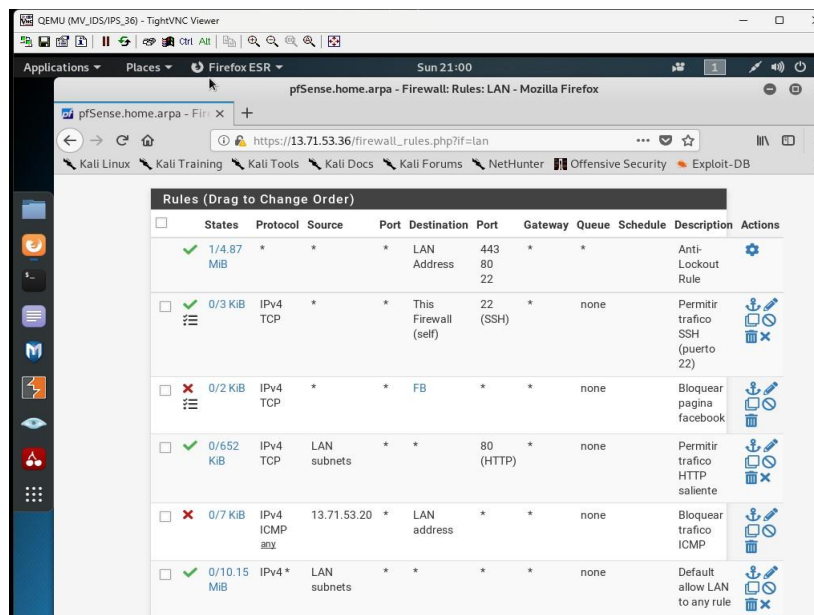 QEMU (MV_IDS/IPS_36) - TightVNC Viewer
Ctrl Alt
Applications Places Firefox ESR Sun 21:00 1
pfSense.home.arpa - Firewall: Rules: LAN - Mozilla Firefox
pfSense.home.arpa - Fire
https://13.71.53.36/firewall_rules.php?if=lan
Kali Linux Kali Training Kali Tools Kali Docs Kali Forums NetHunter Offensive Security Exploit-DB
Rules (Drag to Change Order)
States Protocol Source Port Destination Port Gateway Queue Schedule Description Actions
1/4.87 * * * LAN 443 * * Anti-
MiB Address 80 Lockout
22 Rule
0/3 KiB IPv4 * * This 22 * none Permitir
TCP Firewall (SSH) trafico
(self) SSH
(puerto
22)
0/2 KiB IPv4 * * FB * * none Bloquear
TCP pagina
facebook
0/652 IPv4 LAN * * 80 * none Permitir
KiB TCP subnets (HTTP) trafico
HTTP
saliente
0/7 KiB IPv4 13.71.53.20 * LAN * * none Bloquear
ICMP address trafico
any ICMP
0/10.15 IPv4 * LAN * * * * none Default
MiB subnets allow LAN
to any rule